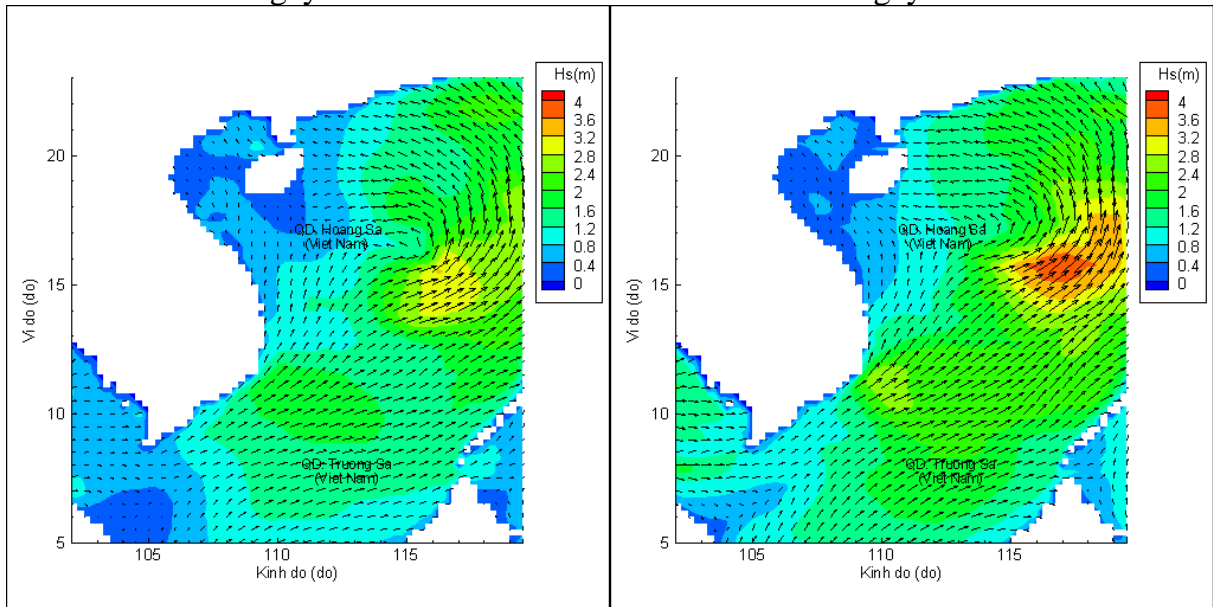 Hs(m)
4
3.6
3.2
2.8
2.4
2
1.6
1.2
0.8
0.4
0
20
15
10
5
Vi do (do)
QD. Hoang Sa
(Viet Nam)
QD. Truong Sa
(Viet Nam)
105
110
115
Kinh do (do)
Hs(m)
4
3.6
3.2
2.8
2.4
2
1.6
1.2
0.8
0.4
0
20
15
10
5
Vi do (do)
QD. Hoang Sa
(Viet Nam)
QD. Truong Sa
(Viet Nam)
105
110
115
Kinh do (do)